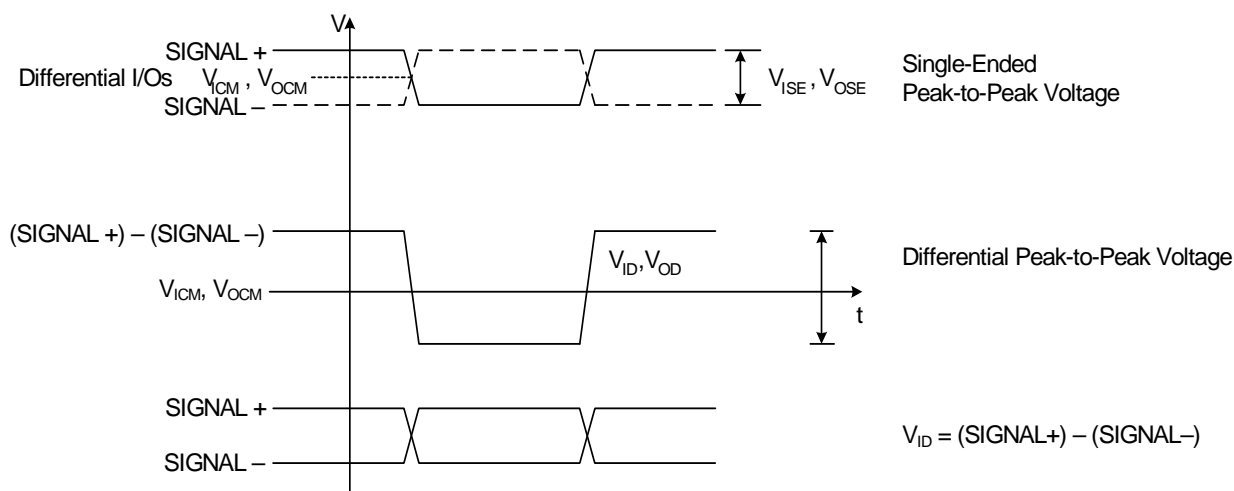 V
SIGNAL +
Differential I/Os V_ICM , V_OCM
SIGNAL –
V_ISE , V_OSE
Single-Ended
Peak-to-Peak Voltage
(SIGNAL +) – (SIGNAL –)
V_ID, V_OD
Differential Peak-to-Peak Voltage
V_ICM, V_OCM
t
SIGNAL +
SIGNAL –
V_ID = (SIGNAL+) – (SIGNAL–)